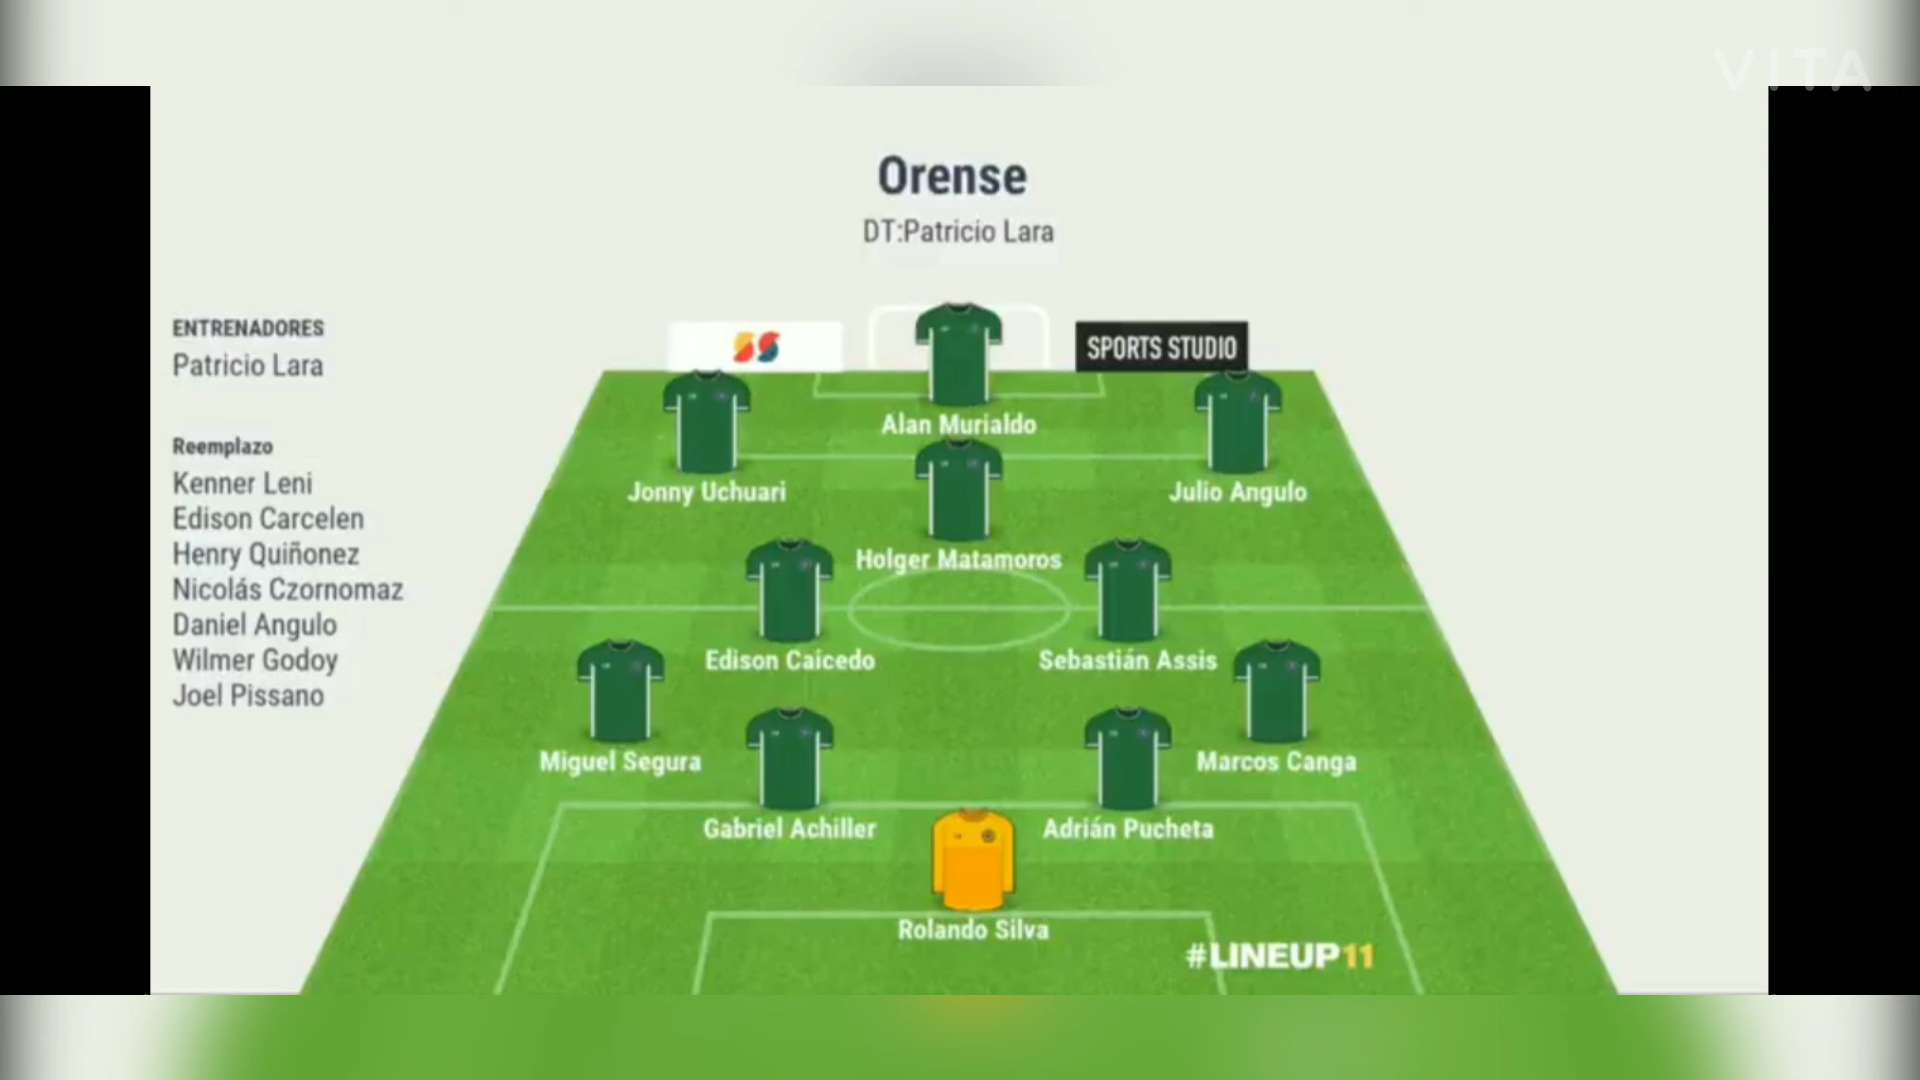 VITA
Orense
DT:Patricio Lara
ENTRENADORES
Patricio Lara
Reemplazo
Kenner Leni
Edison Carcelen
Henry Quiñonez
Nicolás Czornomaz
Daniel Angulo
Wilmer Godoy
Joel Pissano
SPORTS STUDIO
Alan Murialdo
Jonny Uchuari
Julio Angulo
Holger Matamoros
Edison Caicedo
Sebastián Assis
Miguel Segura
Marcos Canga
Gabriel Achiller
Adrián Pucheta
Rolando Silva
#LINEUP11